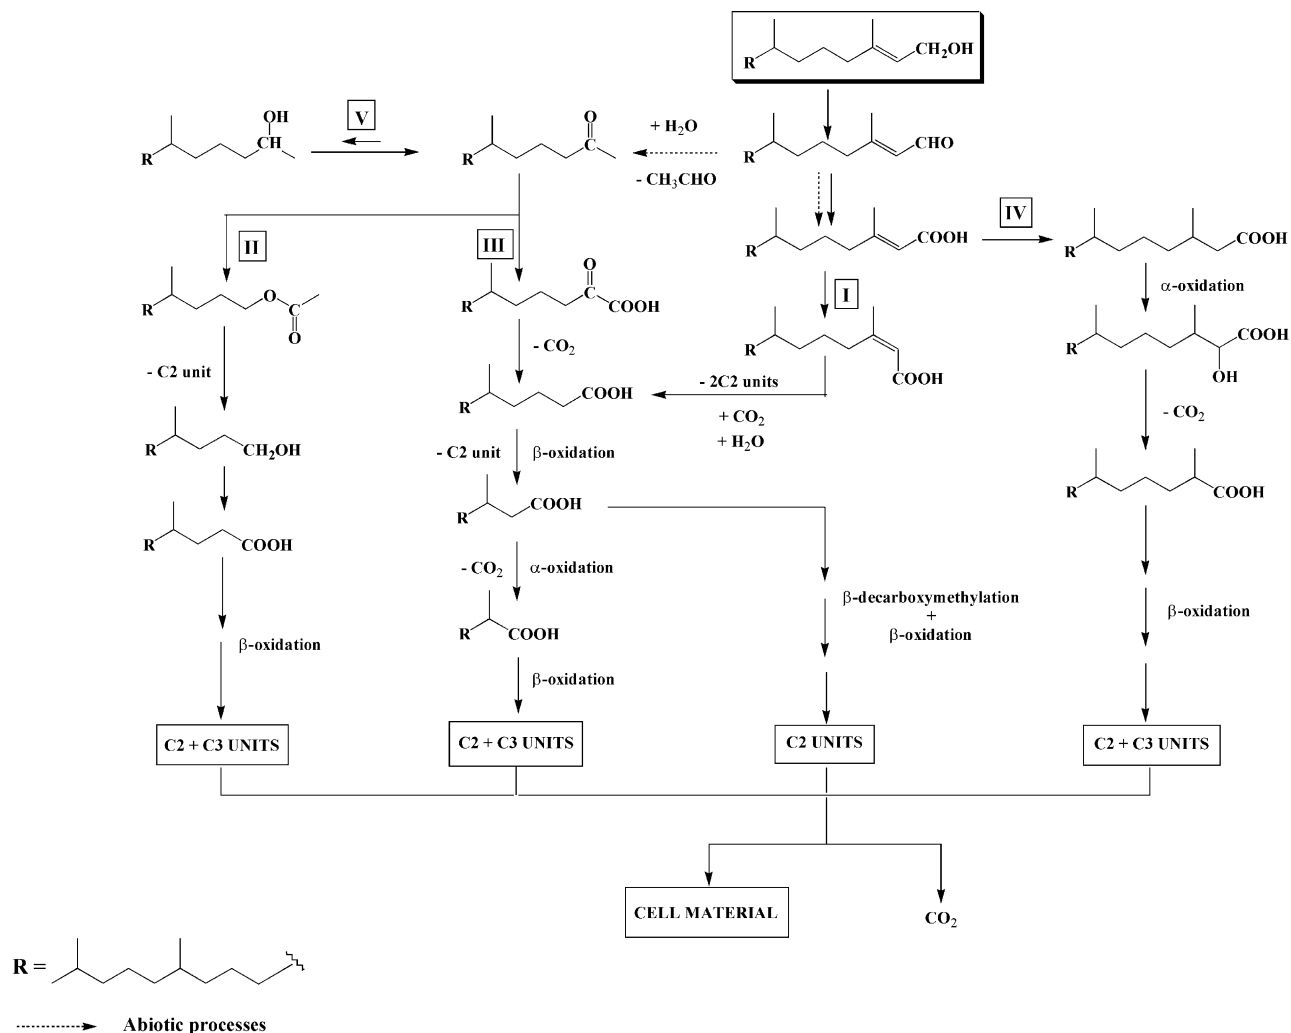 R
CH₂OH
OH
CH
R
V
O
C
R
+ H₂O
- CH₃CHO
R
CHO
II
III
R
COOH
IV
R
COOH
R
O
C
O
R
O
C
COOH
I
α-oxidation
- CO₂
R
COOH
R
COOH
OH
- C2 unit
R
COOH
- 2C2 units
+ CO₂
+ H₂O
- CO₂
R
CH₂OH
- C2 unit
β-oxidation
R
COOH
R
COOH
R
COOH
- CO₂
α-oxidation
β-decarboxymethylation
+
β-oxidation
β-oxidation
R
COOH
β-oxidation
β-oxidation
C2 + C3 UNITS
C2 + C3 UNITS
C2 UNITS
C2 + C3 UNITS
CELL MATERIAL
CO₂
R =
Abiotic processes